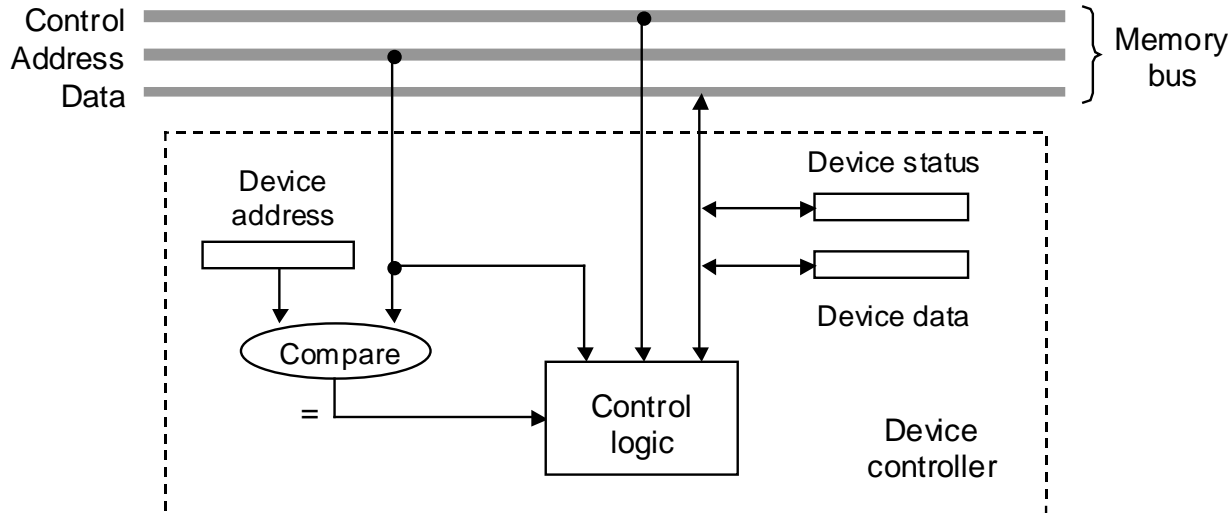 Control
Address
Data
Memory
bus
Device status
Device
address
Device data
Compare
=
Control
logic
Device
controller